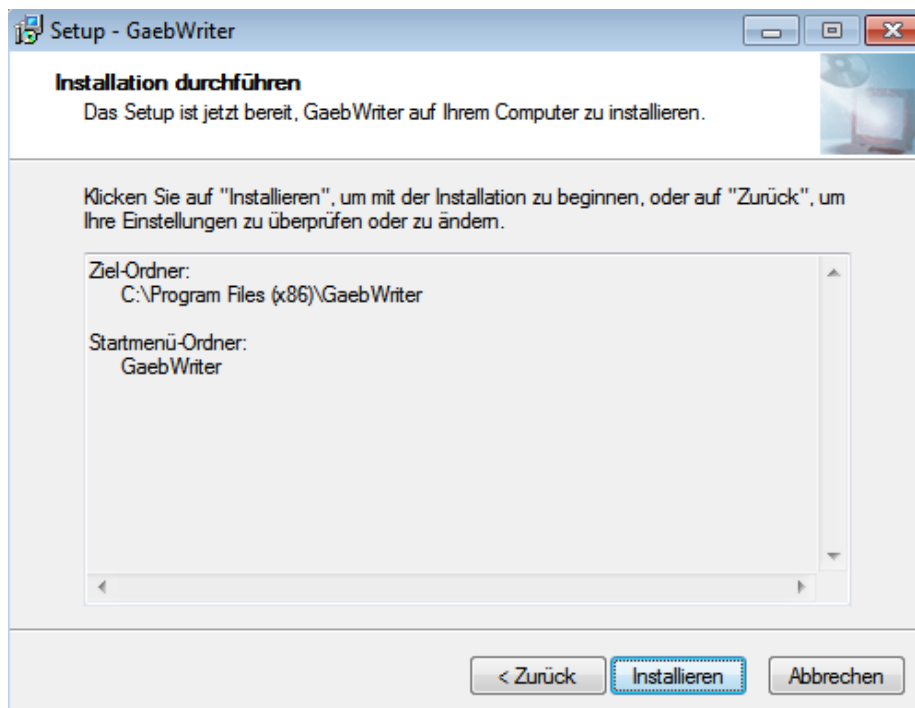 Setup - GaebWriter
Installation durchführen
Das Setup ist jetzt bereit, GaebWriter auf Ihrem Computer zu installieren.
Klicken Sie auf "Installieren", um mit der Installation zu beginnen, oder auf "Zurück", um
Ihre Einstellungen zu überprüfen oder zu ändern.
Ziel-Ordner:
C:\Program Files (x86)\GaebWriter
Startmenü-Ordner:
GaebWriter
< Zurück
Installieren
Abbrechen